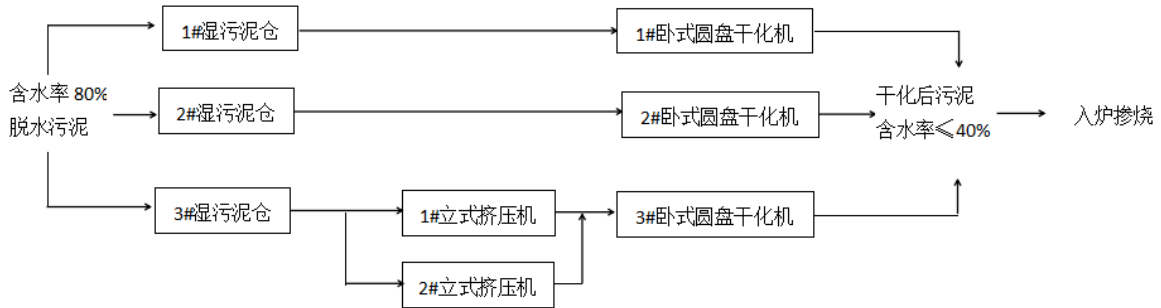 1#湿污泥仓
1#卧式圆盘干化机
含水率80%
脱水污泥
2#湿污泥仓
2#卧式圆盘干化机
干化后污泥
含水率≤40%
入炉掺烧
3#湿污泥仓
1#立式挤压机
3#卧式圆盘干化机
2#立式挤压机